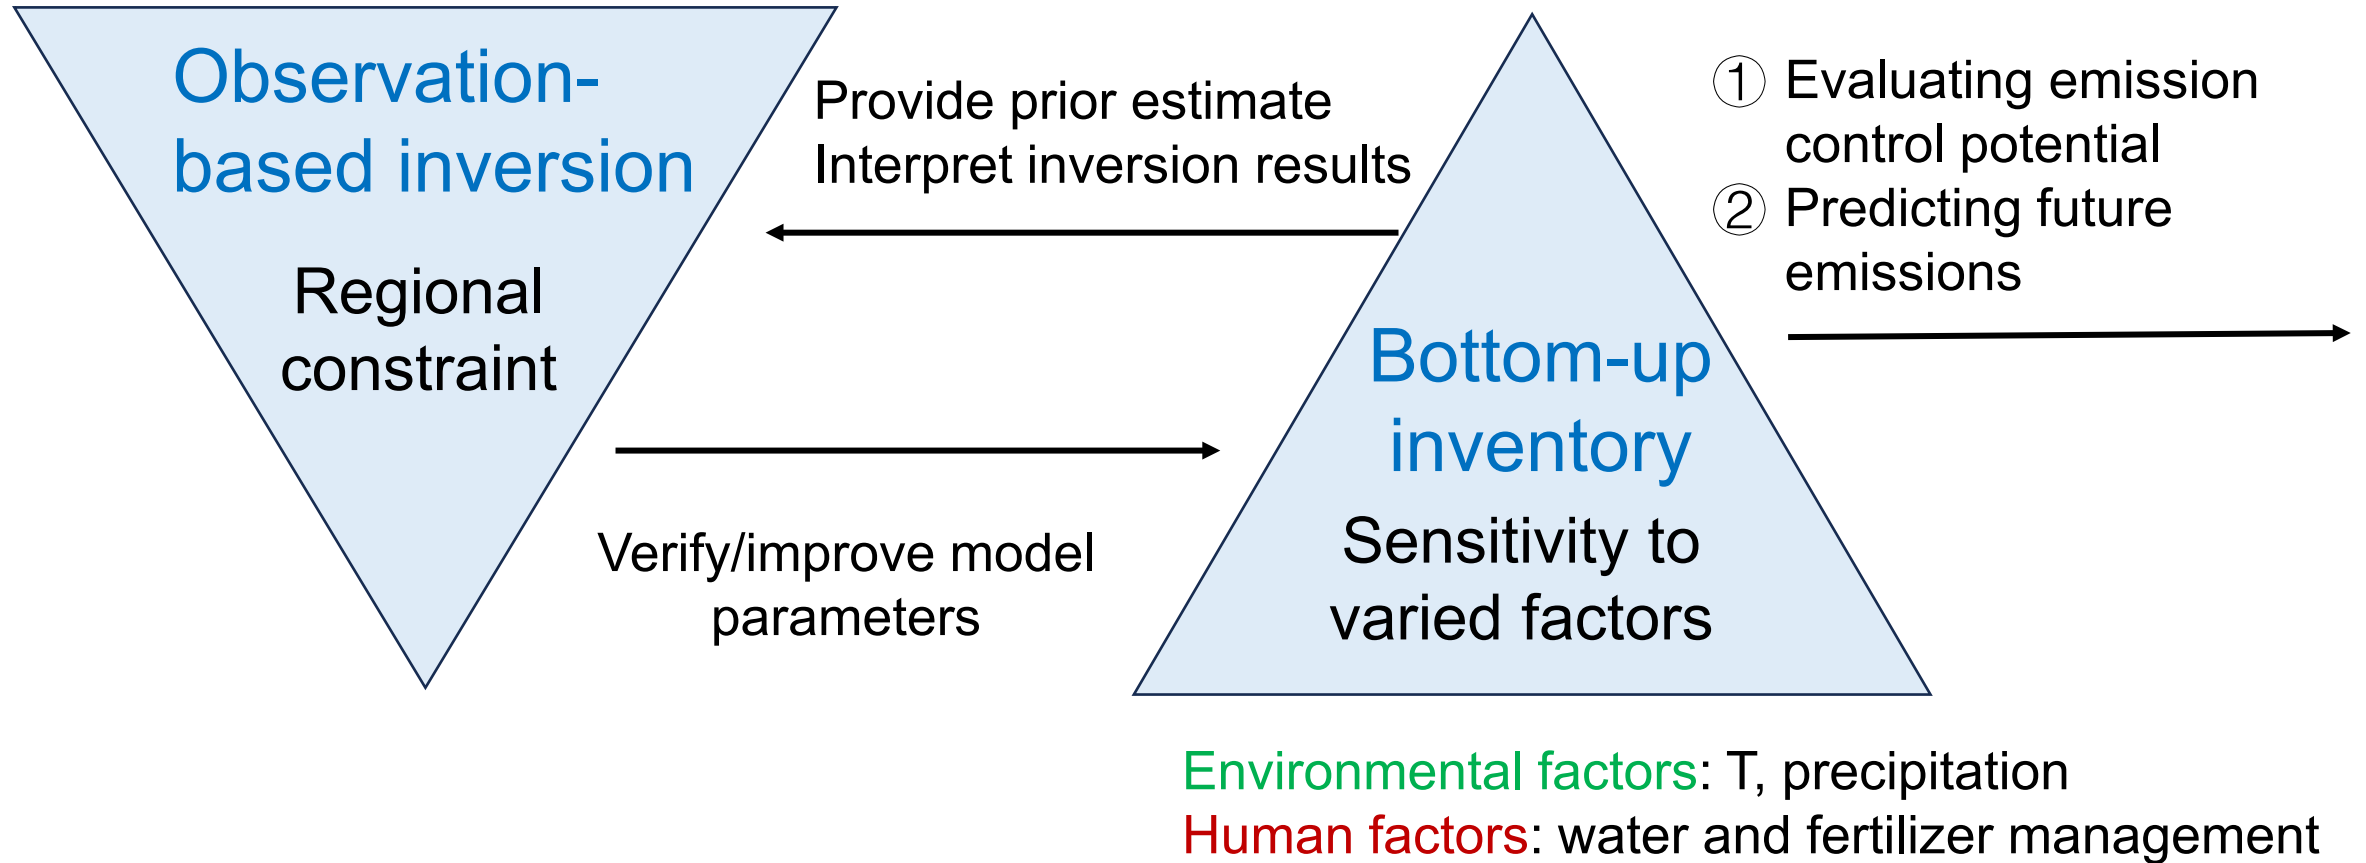 Observation-
based inversion
Regional
constraint
Provide prior estimate
Interpret inversion results
Verify/improve model
parameters
Bottom-up
inventory
Sensitivity to
varied factors
① Evaluating emission
control potential
② Predicting future
emissions
Environmental factors: T, precipitation
Human factors: water and fertilizer management